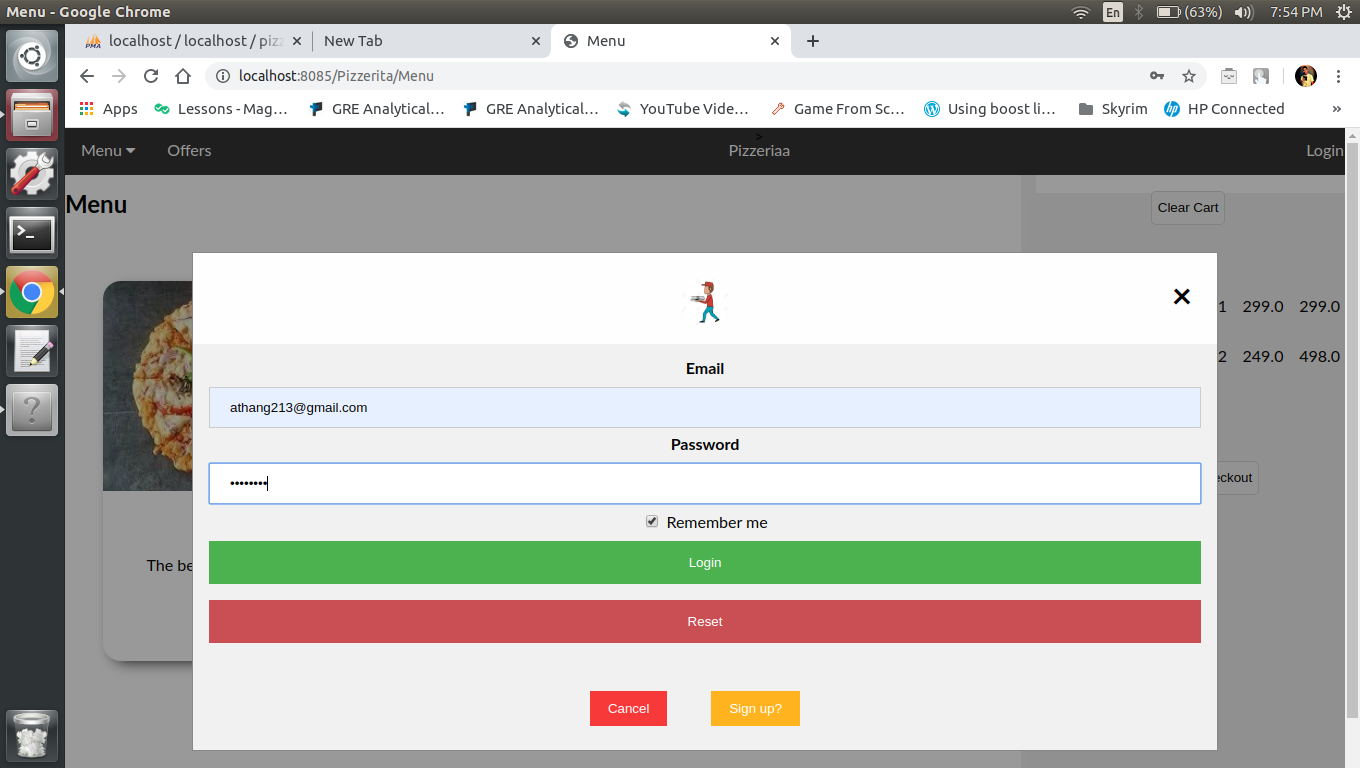 Menu - Google Chrome
En
(63%)
7:54 PM
PMA
localhost / localhost / pizz
New Tab
Menu
localhost:8085/Pizzerita/Menu
Apps
Lessons - Mag...
GRE Analytical...
GRE Analytical...
YouTube Vide...
Game From Sc...
Using boost li...
Skyrim
HP Connected
»
>
Menu
Offers
Pizzeriaa
Login
Menu
Clear Cart
1 299.0 299.0
2 249.0 498.0
eckout
The be
Email
athang213@gmail.com
Password
••••••••
Remember me
Login
Reset
Cancel
Sign up?